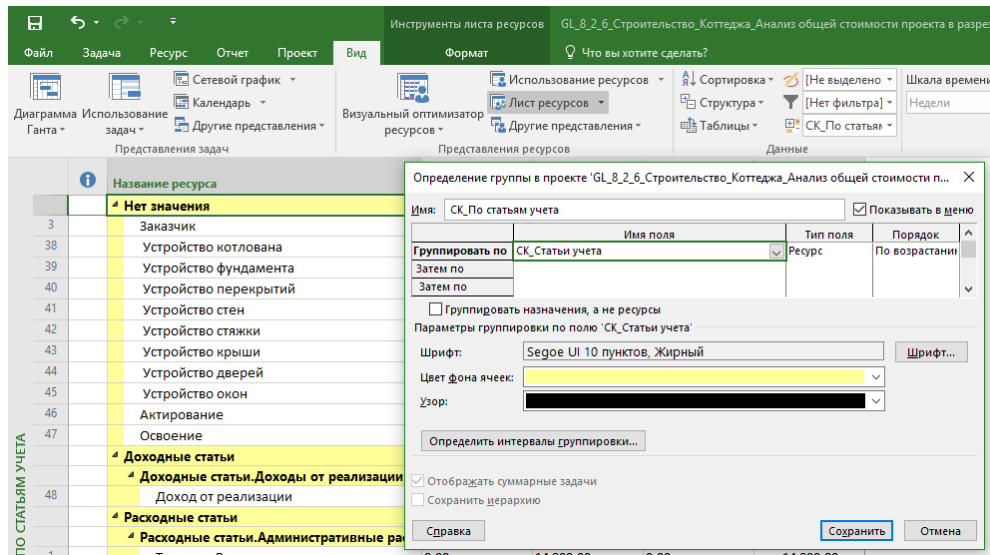 Инструменты листа ресурсов GL_8_2_6_Строительство_Коттеджа_Анализ общей стоимости проекта в разре
Файл Задача Ресурс Отчет Проект Вид Формат Что вы хотите сделать?
Диаграмма Ганта
Использование задач
Сетевой график
Календарь
Другие представления
Представления задач
Визуальный оптимизатор ресурсов
Использование ресурсов
Лист ресурсов
Другие представления
Представления ресурсов
Сортировка
Структура
Таблицы
[Не выделено
[Нет фильтра]
СК_По статьям
Данные
Шкала времени
Недели
Название ресурса
Нет значения
3 Заказчик
38 Устройство котлована
39 Устройство фундамента
40 Устройство перекрытий
41 Устройство стен
42 Устройство стяжки
43 Устройство крыши
44 Устройство дверей
45 Устройство окон
46 Актирование
47 Освоение
Доходные статьи
Доходные статьи.Доходы от реализации
48 Доход от реализации
Расходные статьи
Расходные статьи.Административные рас
ПО СТАТЬЯМ УЧЕТА
Определение группы в проекте 'GL_8_2_6_Строительство_Коттеджа_Анализ общей стоимости п...
Имя: СК_По статьям учета Показывать в меню
Имя поля Тип поля Порядок
Группировать по СК_Статьи учета Ресурс По возрастани
Затем по
Затем по
Группировать назначения, а не ресурсы
Параметры группировки по полю 'СК_Статьи учета'
Шрифт: Segoe UI 10 пунктов, Жирный Шрифт...
Цвет фона ячеек:
Узор:
Определить интервалы группировки...
Отображать суммарные задачи
Сохранить иерархию
Справка Сохранить Отмена